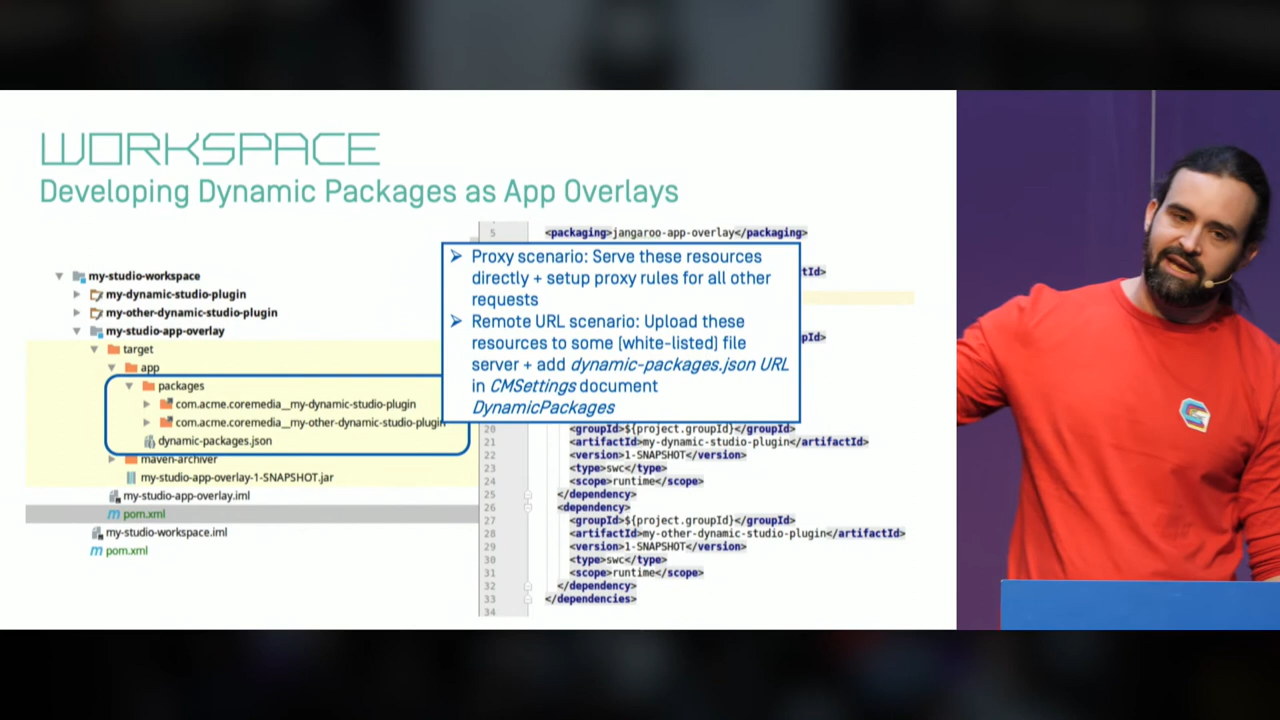 WORKSPACE
Developing Dynamic Packages as App Overlays
my-studio-workspace
my-dynamic-studio-plugin
my-other-dynamic-studio-plugin
my-studio-app-overlay
target
app
packages
com.acme.coremedia__my-dynamic-studio-plugin
com.acme.coremedia__my-other-dynamic-studio-plugin
dynamic-packages.json
maven-archiver
my-studio-app-overlay-1-SNAPSHOT.jar
my-studio-app-overlay.iml
pom.xml
my-studio-workspace.iml
pom.xml
5 <packaging>jangaroo-app-overlay</packaging>
tId>
pId>
➢ Proxy scenario: Serve these resources
directly + setup proxy rules for all other
requests
➢ Remote URL scenario: Upload these
resources to some (white-listed) file
server + add dynamic-packages.json URL
in CMSettings document
DynamicPackages
20 <groupId>${project.groupId}</groupId>
21 <artifactId>my-dynamic-studio-plugin</artifactId>
22 <version>1-SNAPSHOT</version>
23 <type>swc</type>
24 <scope>runtime</scope>
25 </dependency>
26 <dependency>
27 <groupId>${project.groupId}</groupId>
28 <artifactId>my-other-dynamic-studio-plugin</artifactId>
29 <version>1-SNAPSHOT</version>
30 <type>swc</type>
31 <scope>runtime</scope>
32 </dependency>
33 </dependencies>
34